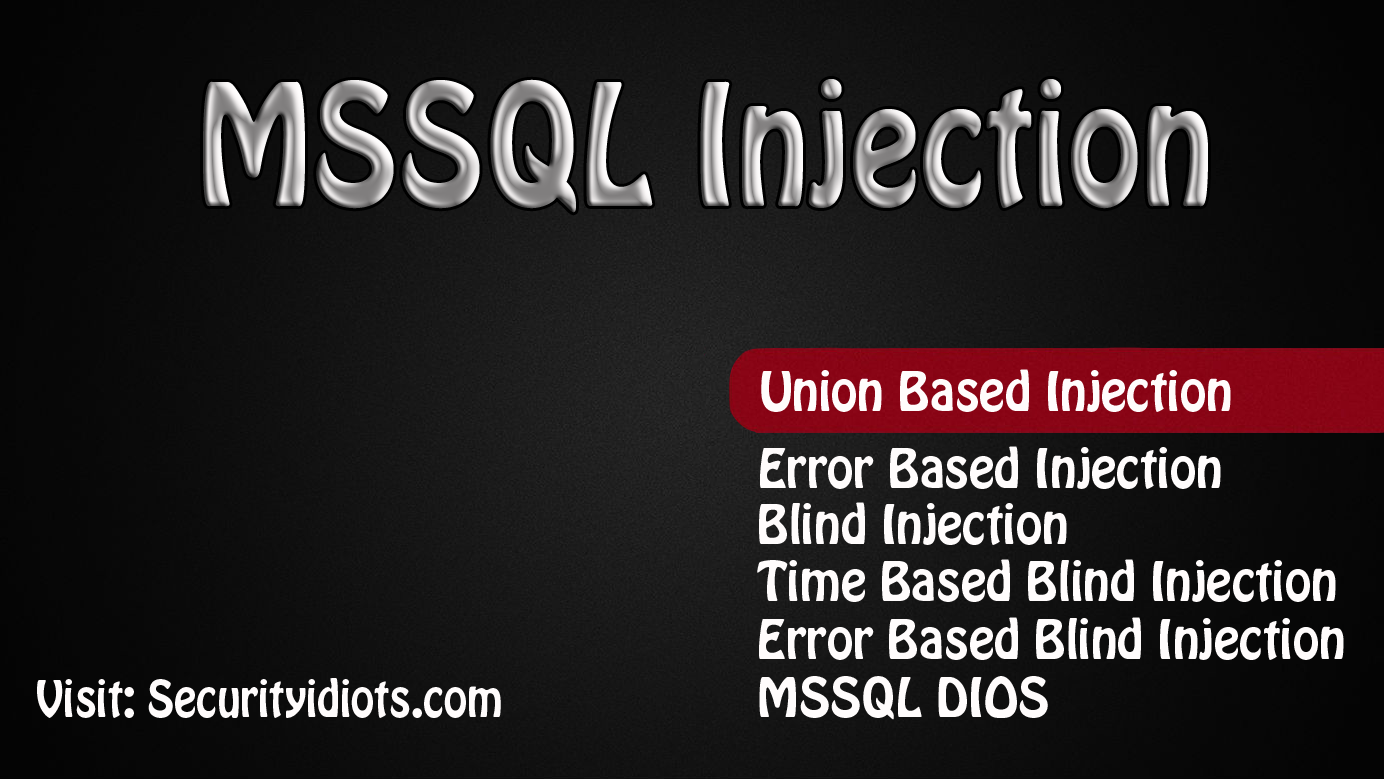 MSSQL Injection
Union Based Injection
Error Based Injection
Blind Injection
Time Based Blind Injection
Error Based Blind Injection
MSSQL DIOS
Visit: Securityidiots.com